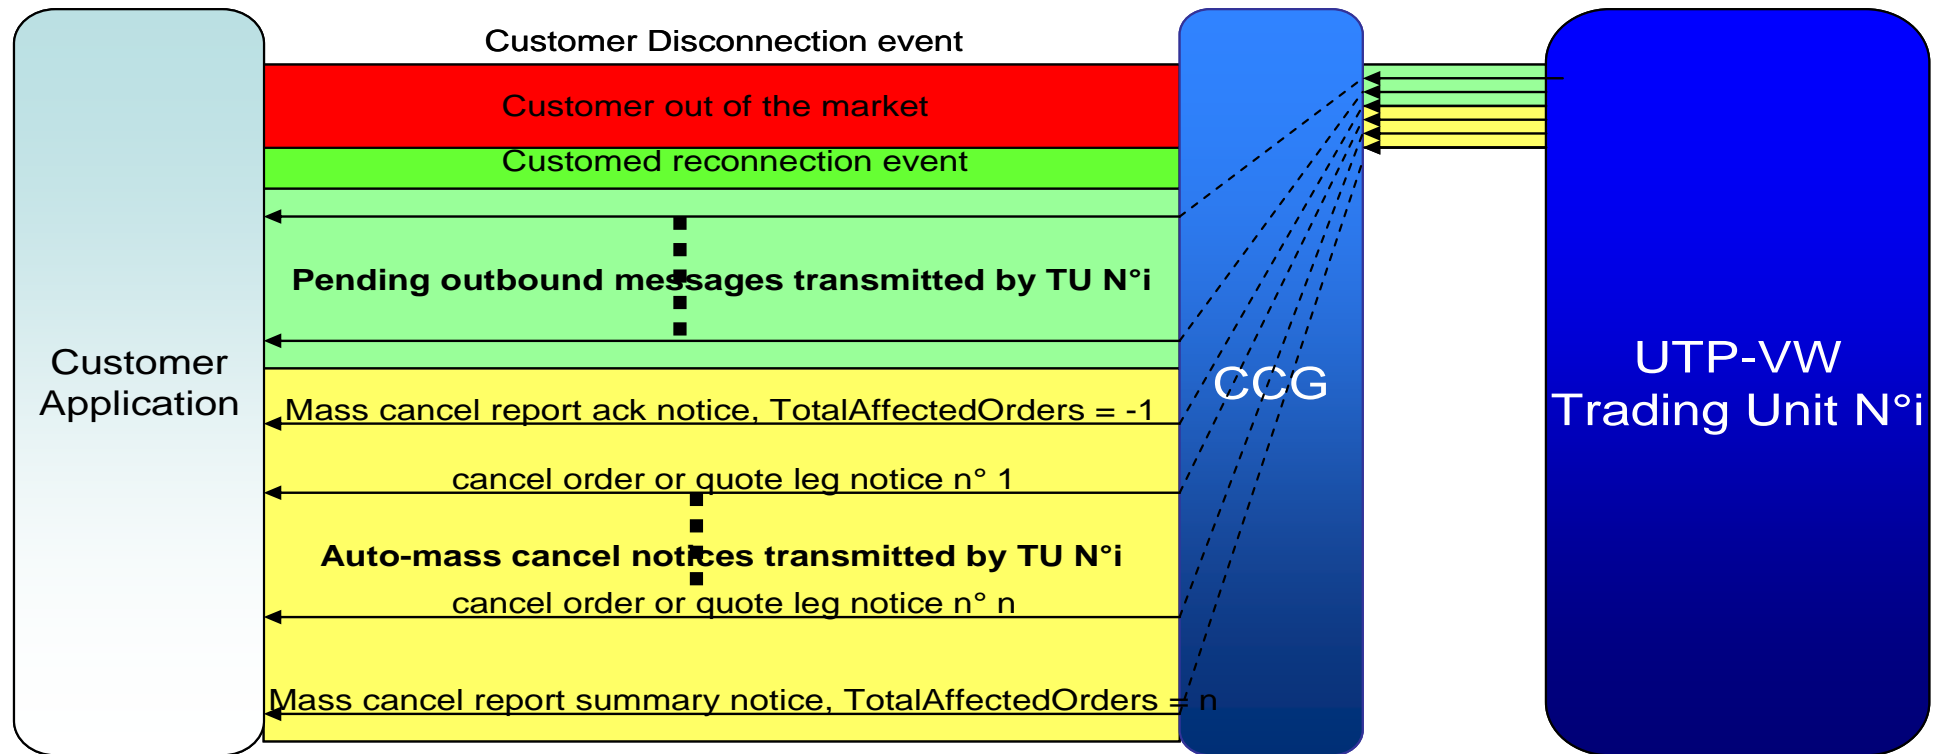 Customer Disconnection event
Customer out of the market
Customed reconnection event
Pending outbound messages transmitted by TU N°i
Customer
Application
CCG
UTP-VW
Trading Unit N°i
Mass cancel report ack notice, TotalAffectedOrders = -1
cancel order or quote leg notice n° 1
Auto-mass cancel notices transmitted by TU N°i
cancel order or quote leg notice n° n
Mass cancel report summary notice, TotalAffectedOrders = n